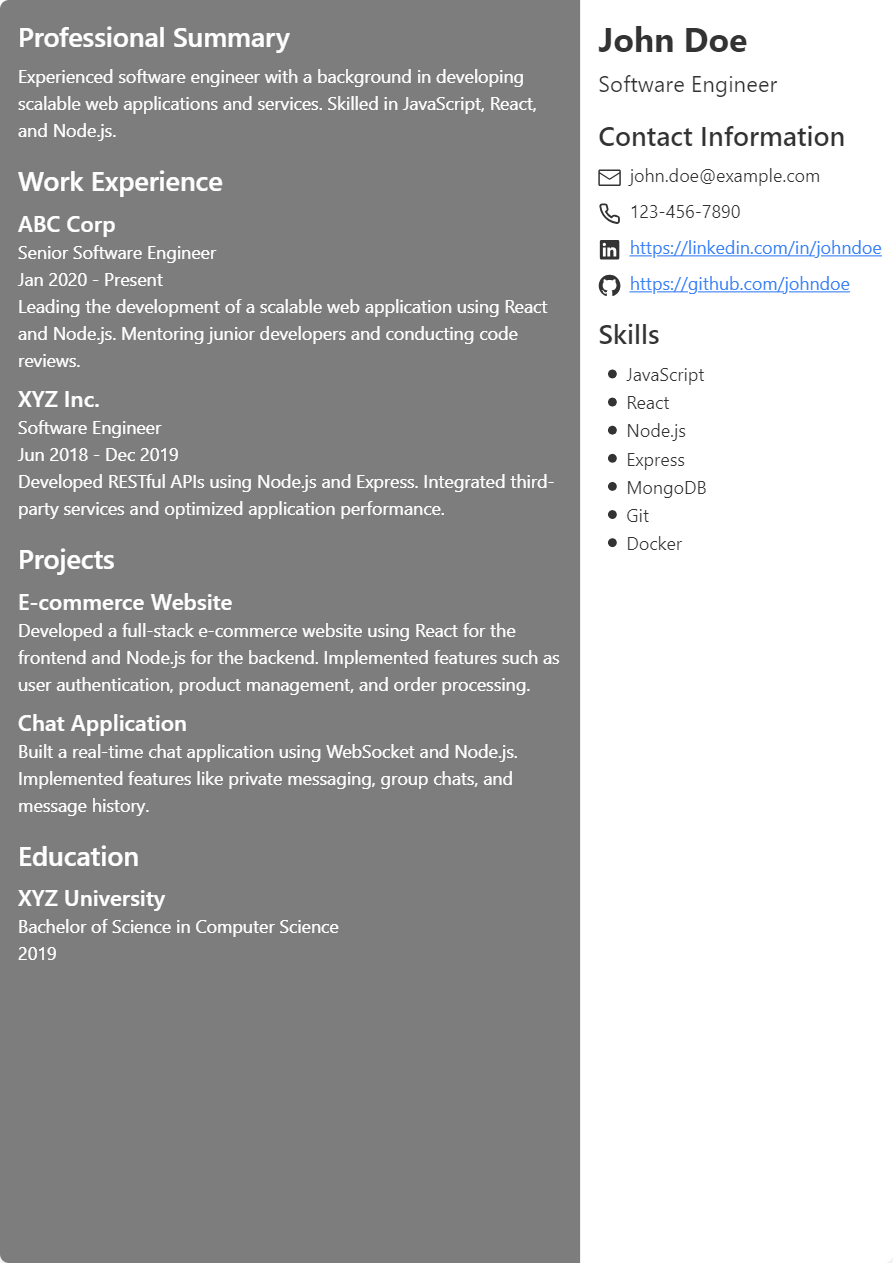 Professional Summary
Experienced software engineer with a background in developing
scalable web applications and services. Skilled in JavaScript, React,
and Node.js.
Work Experience
ABC Corp
Senior Software Engineer
Jan 2020 - Present
Leading the development of a scalable web application using React
and Node.js. Mentoring junior developers and conducting code
reviews.
XYZ Inc.
Software Engineer
Jun 2018 - Dec 2019
Developed RESTful APIs using Node.js and Express. Integrated third-
party services and optimized application performance.
Projects
E-commerce Website
Developed a full-stack e-commerce website using React for the
frontend and Node.js for the backend. Implemented features such as
user authentication, product management, and order processing.
Chat Application
Built a real-time chat application using WebSocket and Node.js.
Implemented features like private messaging, group chats, and
message history.
Education
XYZ University
Bachelor of Science in Computer Science
2019
John Doe
Software Engineer
Contact Information
john.doe@example.com
123-456-7890
https://linkedin.com/in/johndoe
https://github.com/johndoe
Skills
JavaScript
React
Node.js
Express
MongoDB
Git
Docker